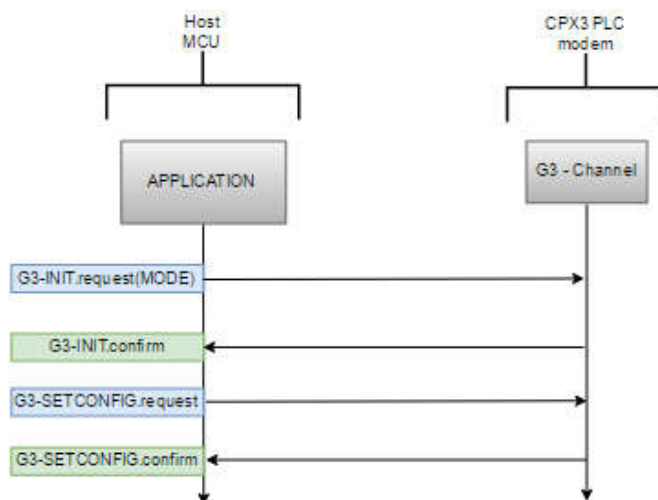 Host
MCU
CPX3 PLC
modem
APPLICATION
G3 - Channel
G3-INIT.request(MODE)
G3-INIT.confirm
G3-SETCONFIG.request
G3-SETCONFIG.confirm